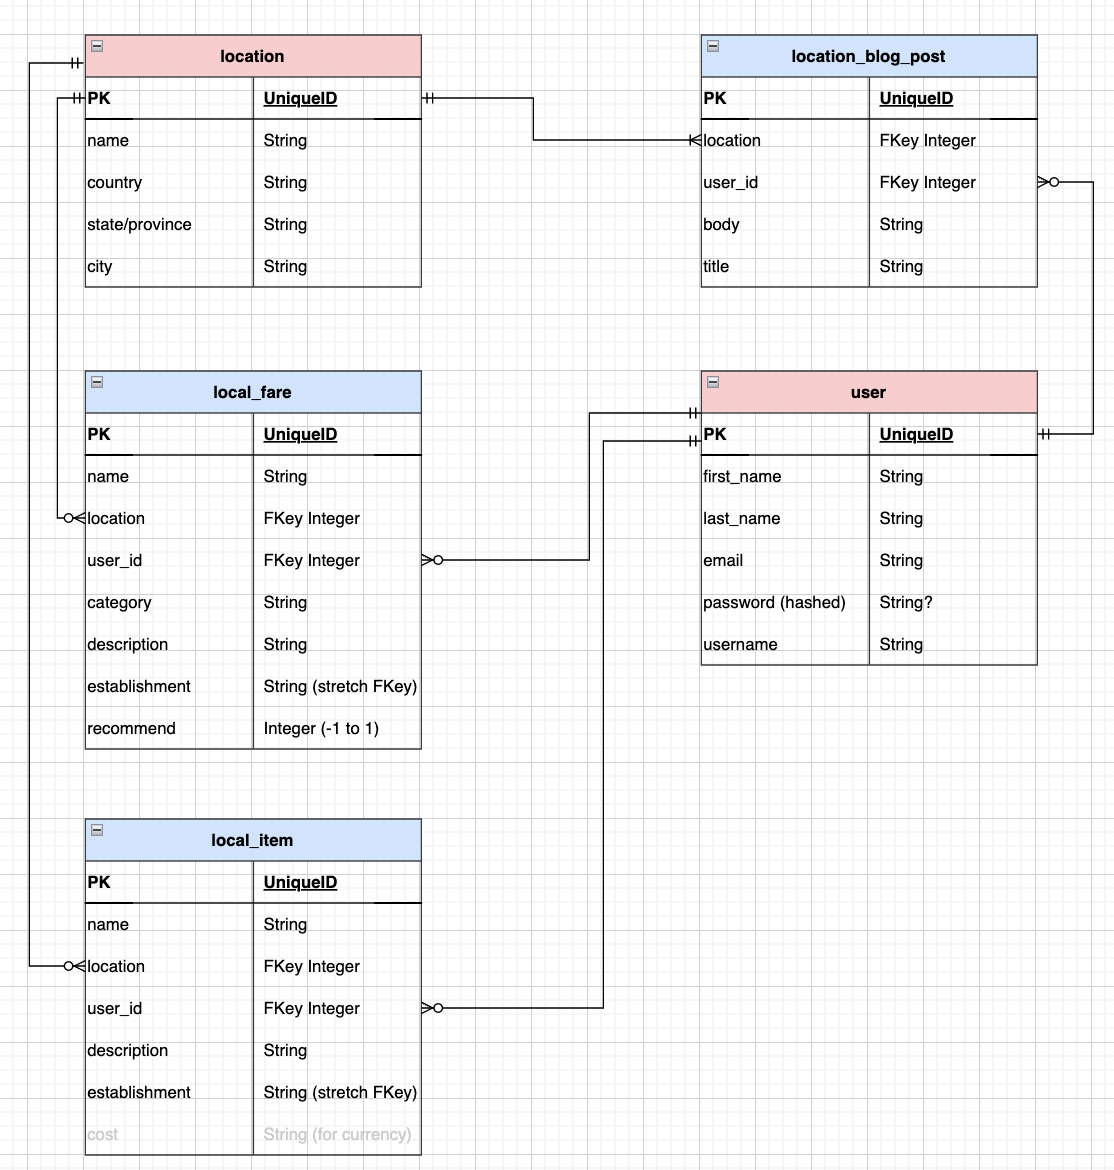 location
PK UniqueID
name String
country String
state/province String
city String
location_blog_post
PK UniqueID
location FKey Integer
user_id FKey Integer
body String
title String
local_fare
PK UniqueID
name String
location FKey Integer
user_id FKey Integer
category String
description String
establishment String (stretch FKey)
recommend Integer (-1 to 1)
user
PK UniqueID
first_name String
last_name String
email String
password (hashed) String?
username String
local_item
PK UniqueID
name String
location FKey Integer
user_id FKey Integer
description String
establishment String (stretch FKey)
cost String (for currency)